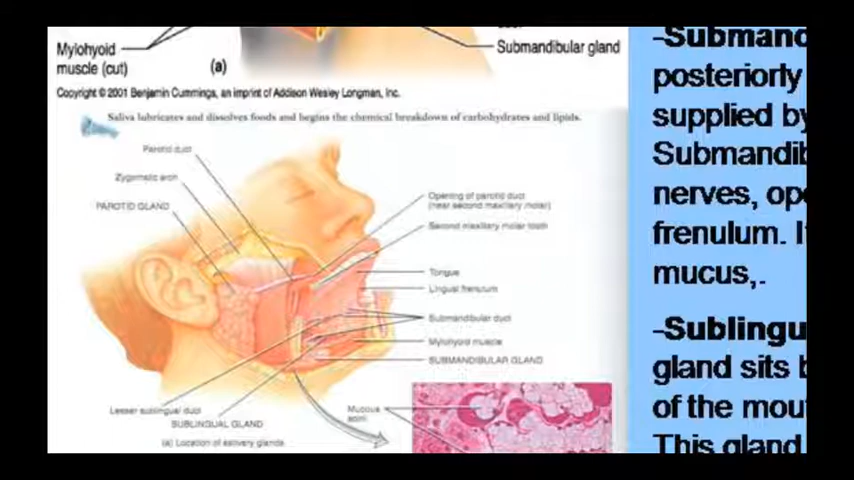 Mylohyoid
muscle (cut)
(a)
Submandibular gland
Copyright © 2001 Benjamin Cummings, an imprint of Addison Wesley Longman, Inc.
Saliva lubricates and dissolves foods and begins the chemical breakdown of carbohydrates and lipids.
Parotid duct
Zygomatic arch
PAROTID GLAND
Opening of parotid duct
(near second maxillary molar)
Second maxillary molar tooth
Tongue
Lingual frenulum
Submandibular duct
Mylohyoid muscle
SUBMANDIBULAR GLAND
Lesser sublingual duct
SUBLINGUAL GLAND
(a) Location of salivary glands
Mucous
acini
-Submand
posteriorly
supplied by
Submandib
nerves, ope
frenulum. It
mucus,.
-Sublingu
gland sits b
of the mou
This gland